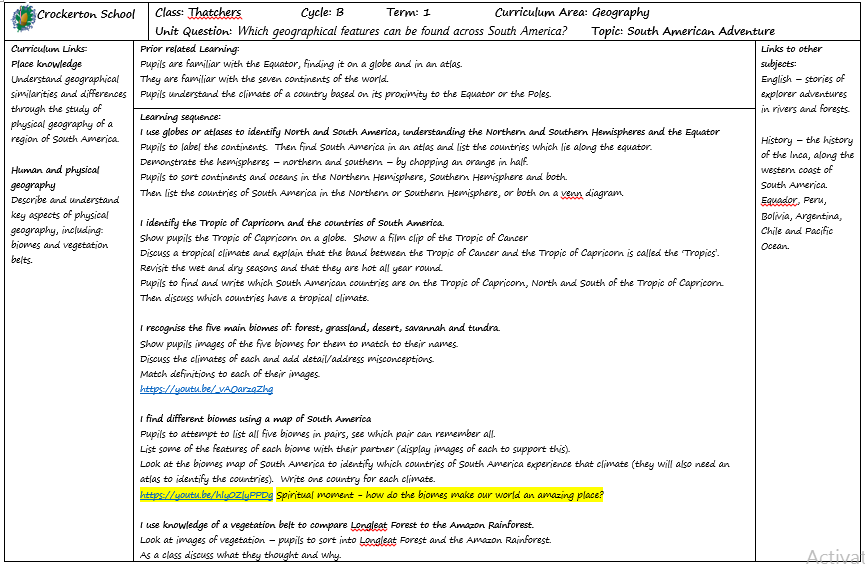 Crockerton School
Class: Thatchers Cycle: B Term: 1 Curriculum Area: Geography
Unit Question: Which geographical features can be found across South America? Topic: South American Adventure
Curriculum Links:
Place knowledge
Understand geographical
similarities and differences
through the study of
physical geography of a
region of South America.
Human and physical
geography
Describe and understand
key aspects of physical
geography, including:
biomes and vegetation
belts.
Prior related Learning:
Pupils are familiar with the Equator, finding it on a globe and in an atlas.
They are familiar with the seven continents of the world.
Pupils understand the climate of a country based on its proximity to the Equator or the Poles.
Learning sequence:
I use globes or atlases to identify North and South America, understanding the Northern and Southern Hemispheres and the Equator
Pupils to label the continents. Then find South America in an atlas and list the countries which lie along the equator.
Demonstrate the hemispheres – northern and southern – by chopping an orange in half.
Pupils to sort continents and oceans in the Northern Hemisphere, Southern Hemisphere and both.
Then list the countries of South America in the Northern or Southern Hemisphere, or both on a venn diagram.
I identify the Tropic of Capricorn and the countries of South America.
Show pupils the Tropic of Capricorn on a globe. Show a film clip of the Tropic of Cancer
Discuss a tropical climate and explain that the band between the Tropic of Cancer and the Tropic of Capricorn is called the ‘Tropics’.
Revisit the wet and dry seasons and that they are hot all year round.
Pupils to find and write which South American countries are on the Tropic of Capricorn, North and South of the Tropic of Capricorn.
Then discuss which countries have a tropical climate.
I recognise the five main biomes of: forest, grassland, desert, savannah and tundra.
Show pupils images of the five biomes for them to match to their names.
Discuss the climates of each and add detail/address misconceptions.
Match definitions to each of their images.
https://youtu.be/_vAQarzqZhg
I find different biomes using a map of South America
Pupils to attempt to list all five biomes in pairs, see which pair can remember all.
List some of the features of each biome with their partner (display images of each to support this).
Look at the biomes map of South America to identify which countries of South America experience that climate (they will also need an
atlas to identify the countries). Write one country for each climate.
https://youtu.be/hIyOZIyPPDg Spiritual moment - how do the biomes make our world an amazing place?
I use knowledge of a vegetation belt to compare Longleat Forest to the Amazon Rainforest.
Look at images of vegetation – pupils to sort into Longleat Forest and the Amazon Rainforest.
As a class discuss what they thought and why.
Links to other
subjects:
English – stories of
explorer adventures
in rivers and forests.
History – the history
of the Inca, along the
western coast of
South America.
Equador, Peru,
Bolivia, Argentina,
Chile and Pacific
Ocean.
Activat